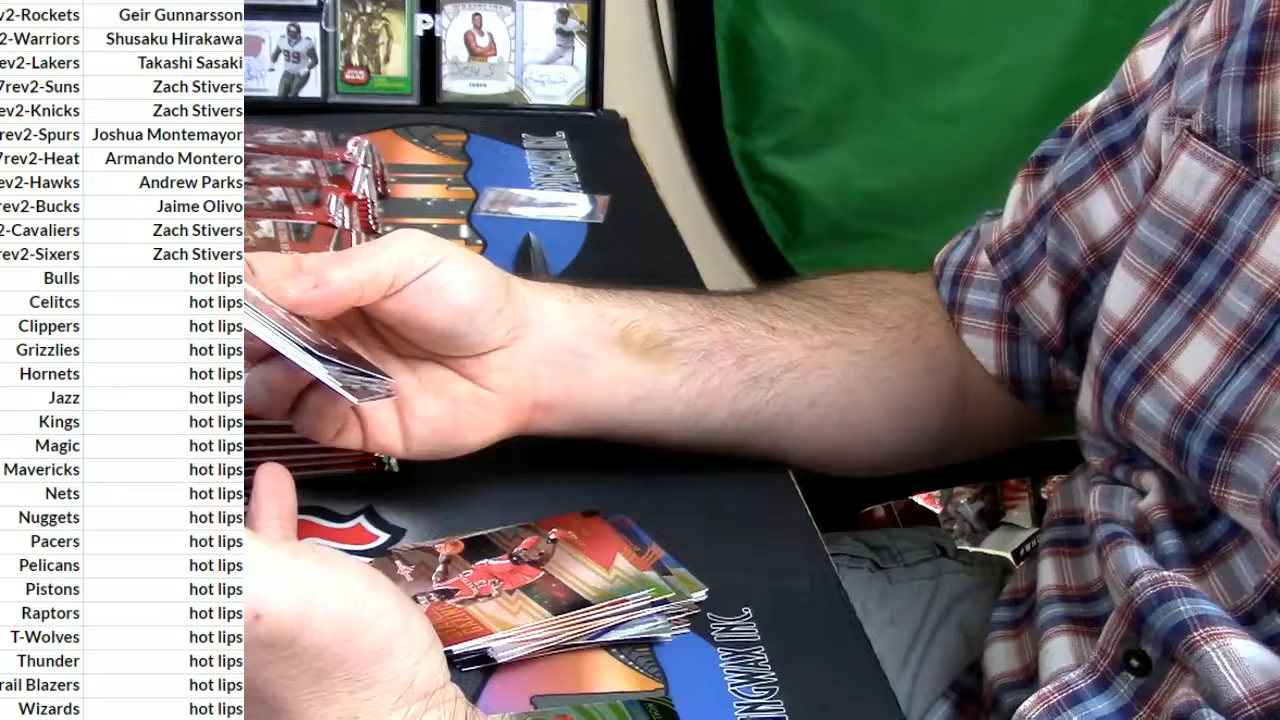 v2-Rockets Geir Gunnarsson
2-Warriors Shusaku Hirakawa
ev2-Lakers Takashi Sasaki
7rev2-Suns Zach Stivers
ev2-Knicks Zach Stivers
rev2-Spurs Joshua Montemayor
7rev2-Heat Armando Montero
ev2-Hawks Andrew Parks
rev2-Bucks Jaime Olivo
2-Cavaliers Zach Stivers
rev2-Sixers Zach Stivers
Bulls hot lips
Celitcs hot lips
Clippers hot lips
Grizzlies hot lips
Hornets hot lips
Jazz hot lips
Kings hot lips
Magic hot lips
Mavericks hot lips
Nets hot lips
Nuggets hot lips
Pacers hot lips
Pelicans hot lips
Pistons hot lips
Raptors hot lips
T-Wolves hot lips
Thunder hot lips
rail Blazers hot lips
Wizards hot lips
99
STAR WARS
INGWAX INC.